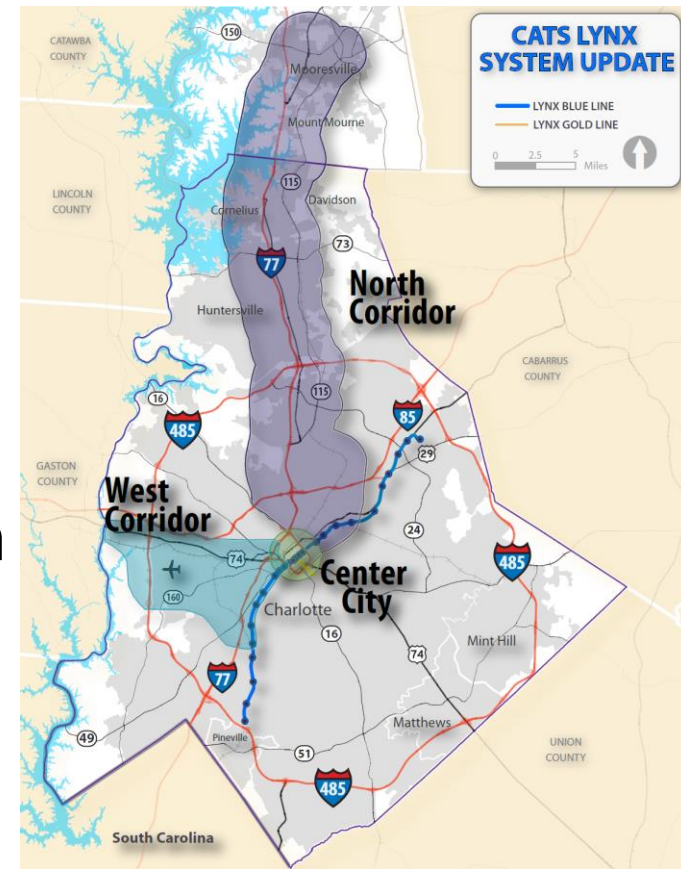 CATS LYNX
SYSTEM UPDATE
LYNX BLUE LINE
LYNX GOLD LINE
0 2.5 5
Miles
CATAWBA
COUNTY
150
Mooresville
Mount Mourne
LINCOLN
COUNTY
115
Davidson
Cornelius
73
77
North
Corridor
Huntersville
CABARRUS
COUNTY
115
16
485
85
29
GASTON
COUNTY
West
Corridor
24
74
485
160
Center
City
Charlotte
16
74
Mint Hill
77
Matthews
49
Pineville
51
UNION
COUNTY
485
South Carolina